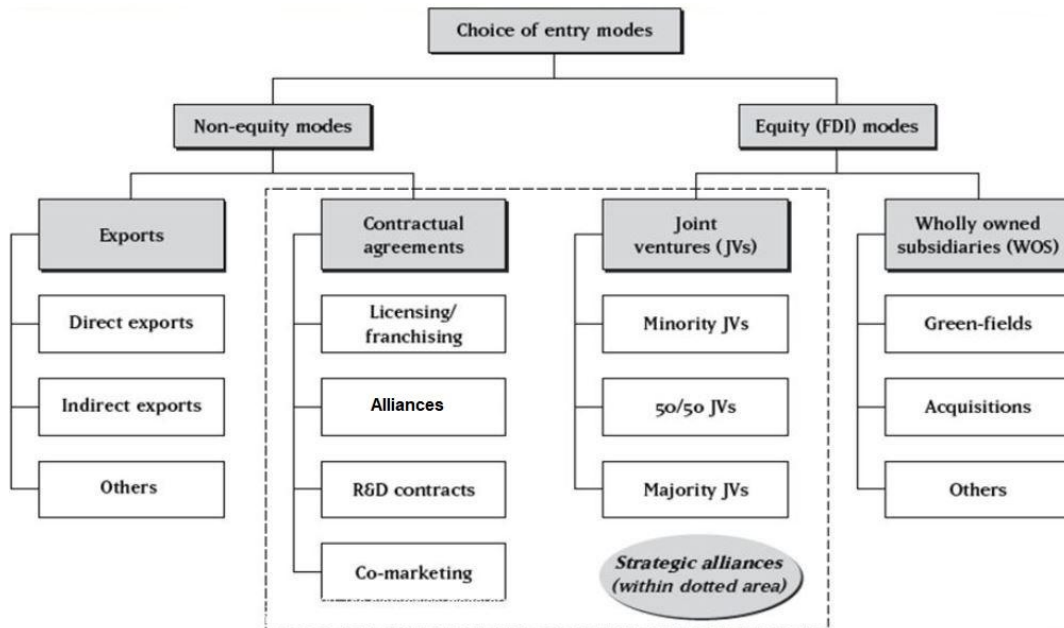 Choice of entry modes
Non-equity modes
Equity (FDI) modes
Exports
Contractual
agreements
Joint
ventures (JVs)
Wholly owned
subsidiaries (WOS)
Direct exports
Licensing/
franchising
Minority JVs
Green-fields
Indirect exports
Alliances
50/50 JVs
Acquisitions
Others
R&D contracts
Majority JVs
Others
Co-marketing
Strategic alliances
(within dotted area)